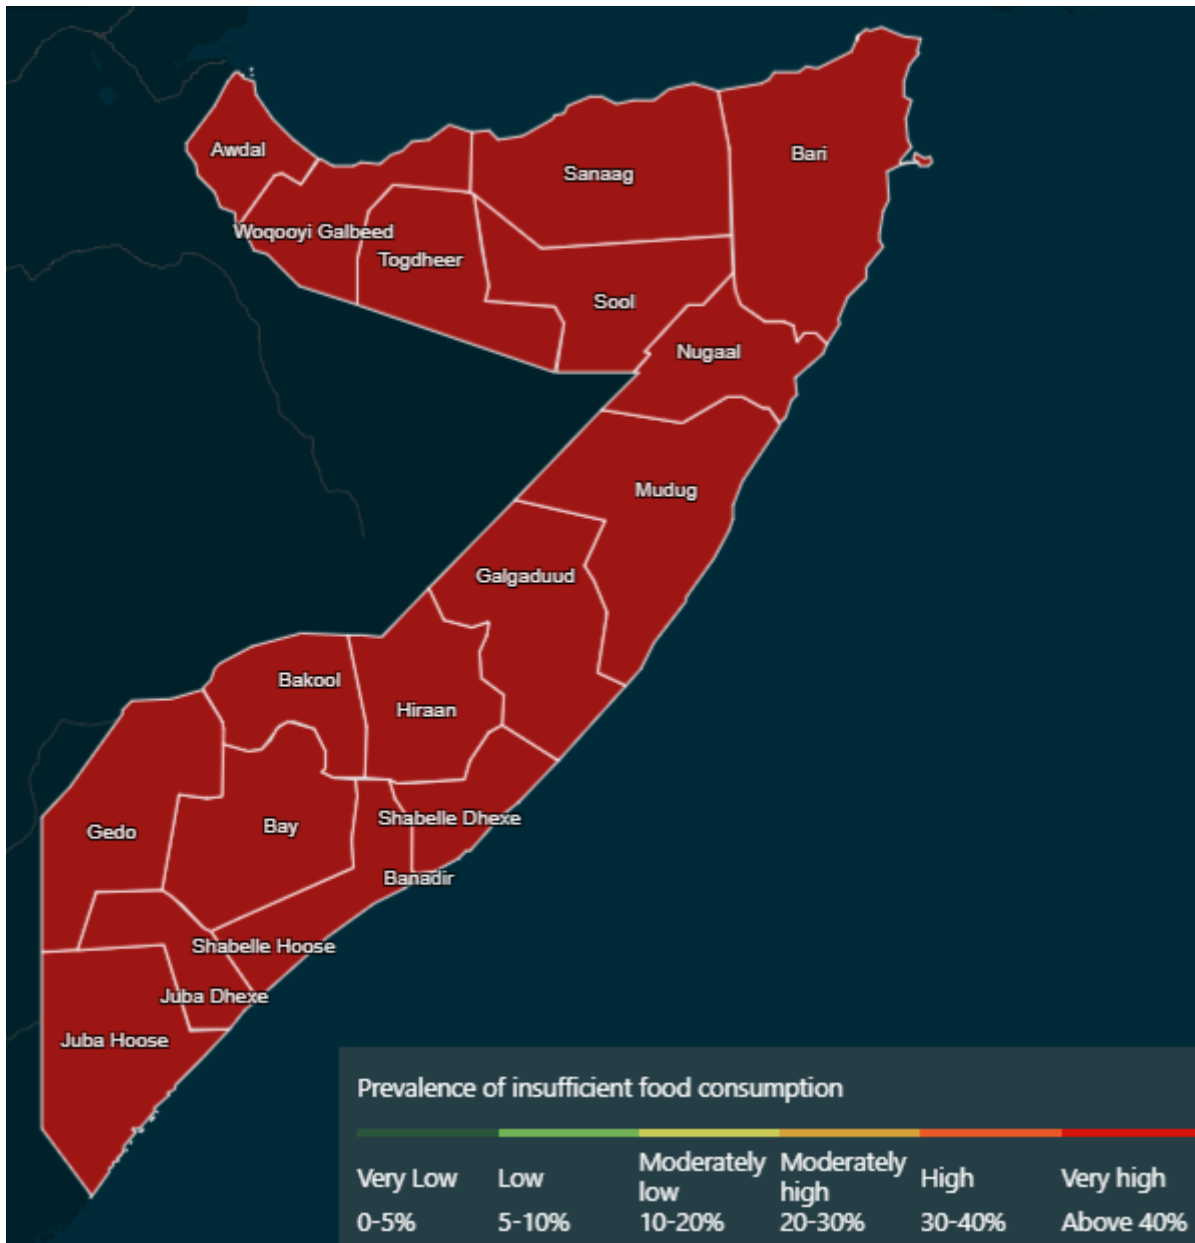 Awdal
Bari
Sanaag
Woqooyi Galbeed
Togdheer
Sool
Nugaal
Mudug
Galgaduud
Bakool
Hiraan
Shabelle Dhexe
Bay
Gedo
Banadir
Shabelle Hoose
Juba Dhexe
Juba Hoose
Prevalence of insufficient food consumption
Very Low
0-5%
Low
5-10%
Moderately
low
10-20%
Moderately
high
20-30%
High
30-40%
Very high
Above 40%